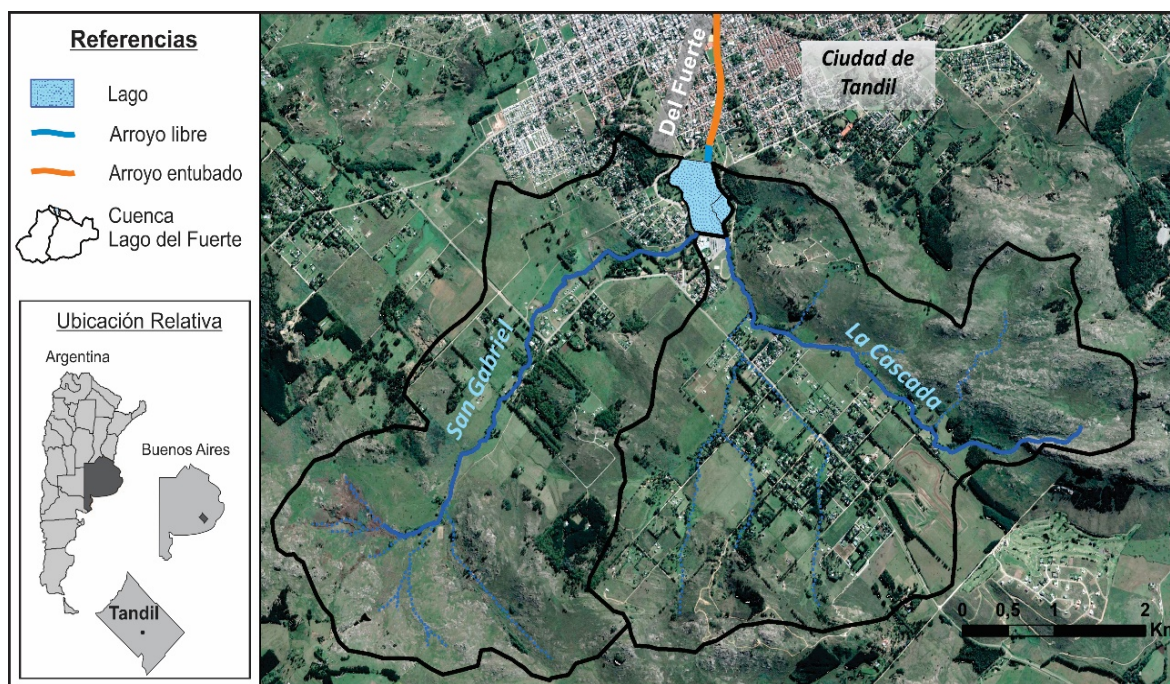 Referencias
Lago
Arroyo libre
Arroyo entubado
Cuenca
Lago del Fuerte
Ubicación Relativa
Argentina
Buenos Aires
Tandil
Del Fuerte
Ciudad de
Tandil
N
San Gabriel
La Cascada
0 0,5 1 2
Km